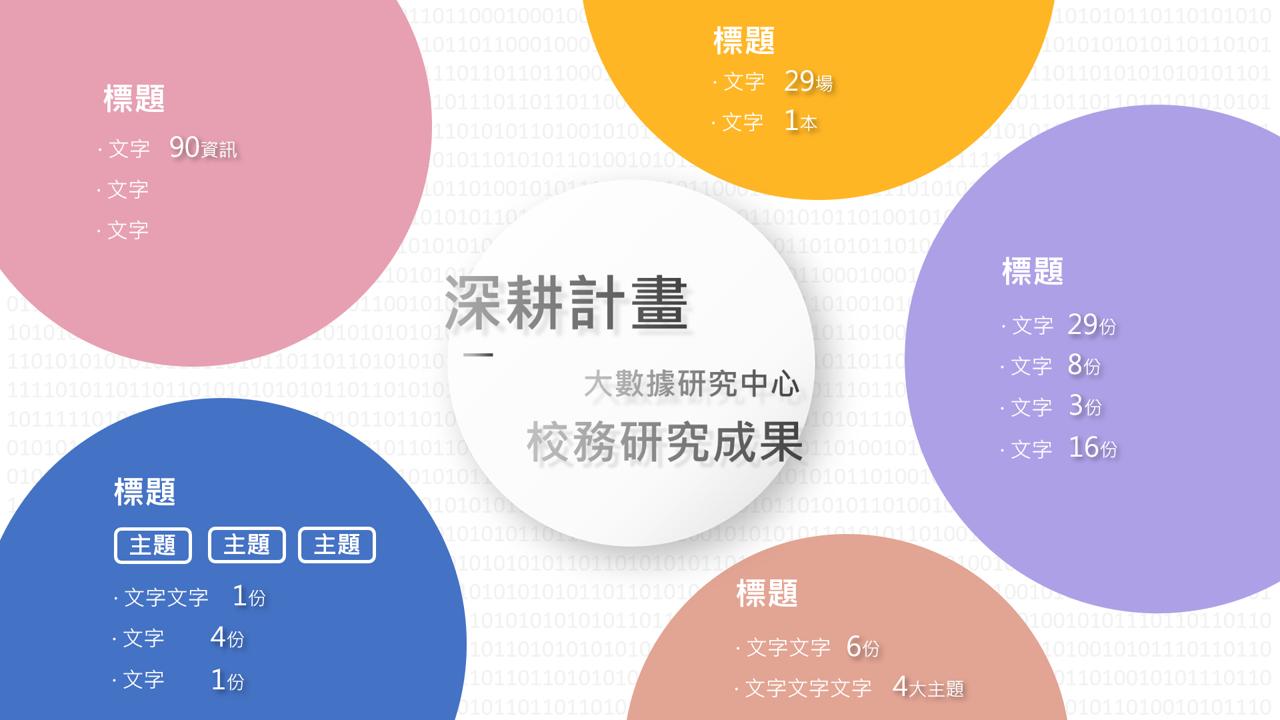 標題
· 文字 90資訊
· 文字
· 文字
標題
· 文字 29場
· 文字 1本
深耕計畫
大數據研究中心
校務研究成果
標題
· 文字 29份
· 文字 8份
· 文字 3份
· 文字 16份
標題
主題 主題 主題
· 文字文字 1份
· 文字 4份
· 文字 1份
標題
· 文字文字 6份
· 文字文字文字 4大主題